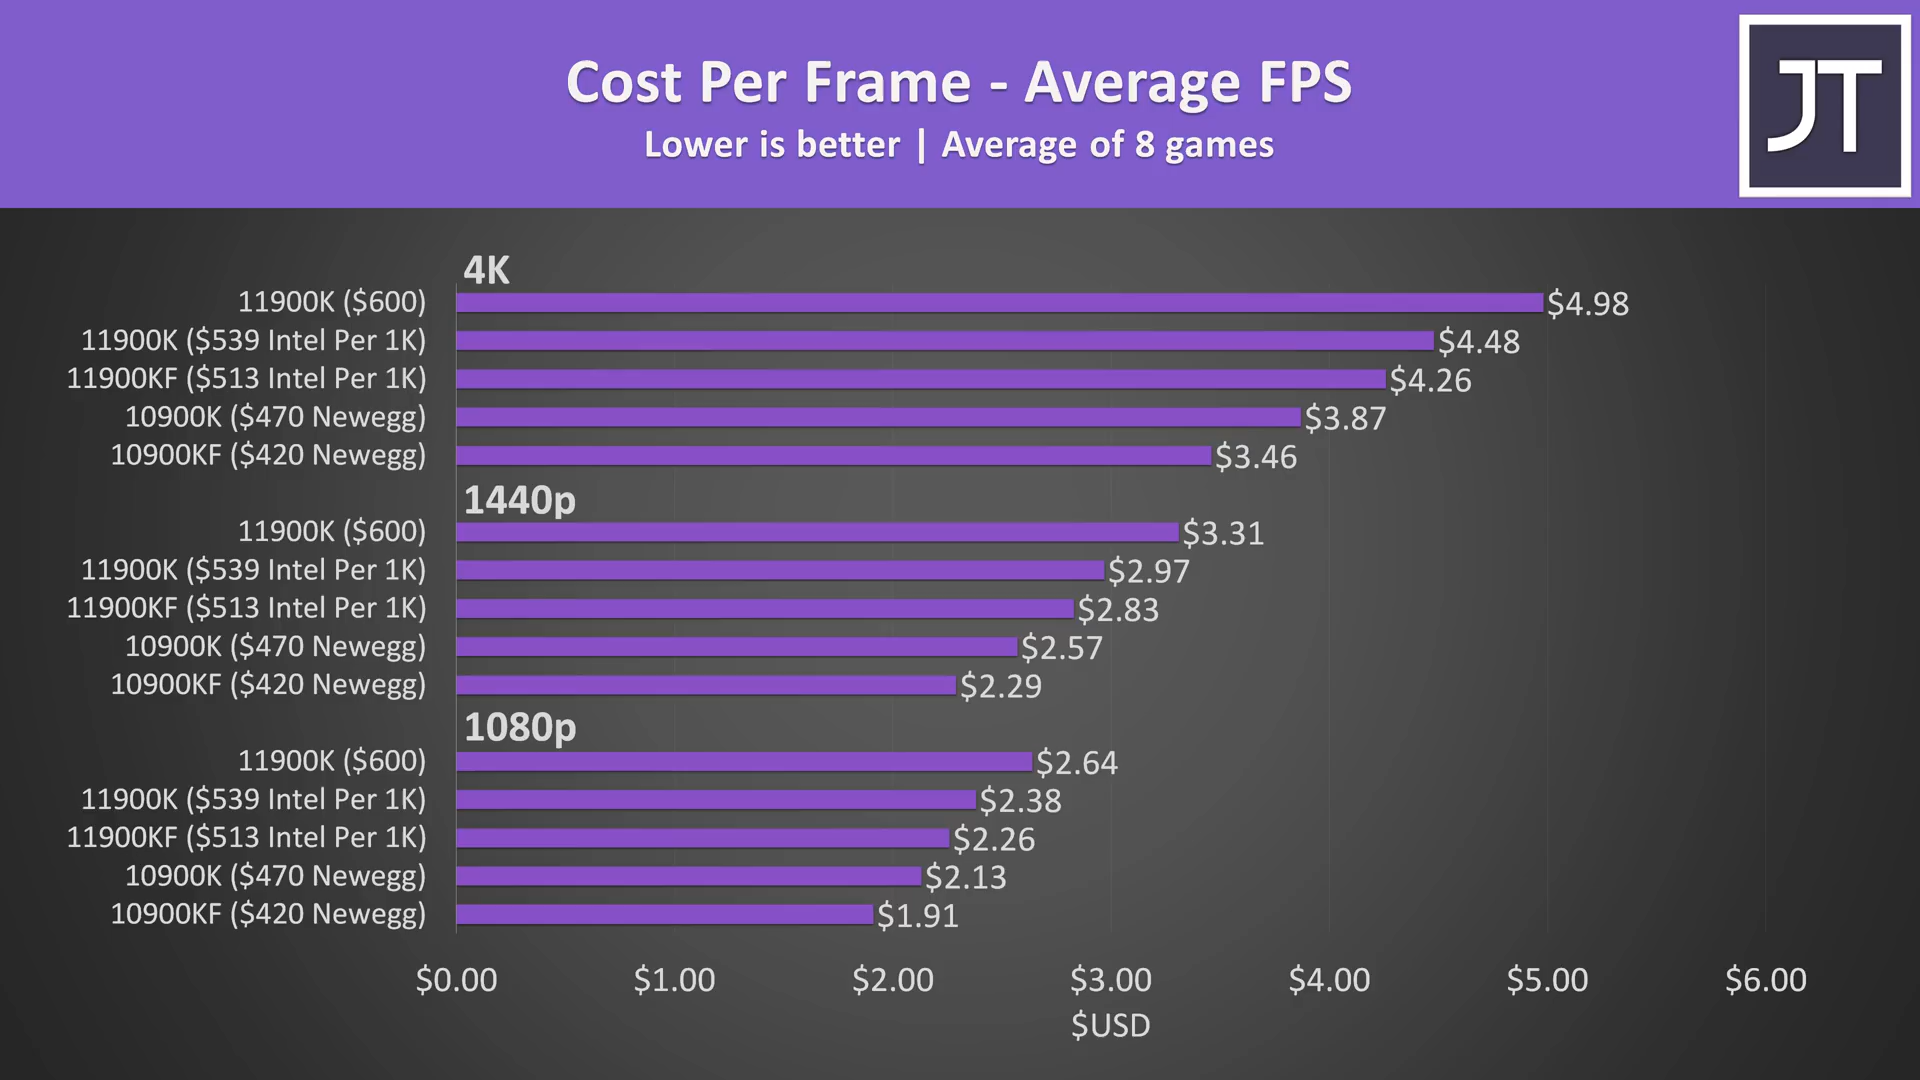 Cost Per Frame - Average FPS
Lower is better | Average of 8 games
JT
4K
11900K ($600) $4.98
11900K ($539 Intel Per 1K) $4.48
11900KF ($513 Intel Per 1K) $4.26
10900K ($470 Newegg) $3.87
10900KF ($420 Newegg) $3.46
1440p
11900K ($600) $3.31
11900K ($539 Intel Per 1K) $2.97
11900KF ($513 Intel Per 1K) $2.83
10900K ($470 Newegg) $2.57
10900KF ($420 Newegg) $2.29
1080p
11900K ($600) $2.64
11900K ($539 Intel Per 1K) $2.38
11900KF ($513 Intel Per 1K) $2.26
10900K ($470 Newegg) $2.13
10900KF ($420 Newegg) $1.91
$0.00 $1.00 $2.00 $3.00 $4.00 $5.00 $6.00
$USD